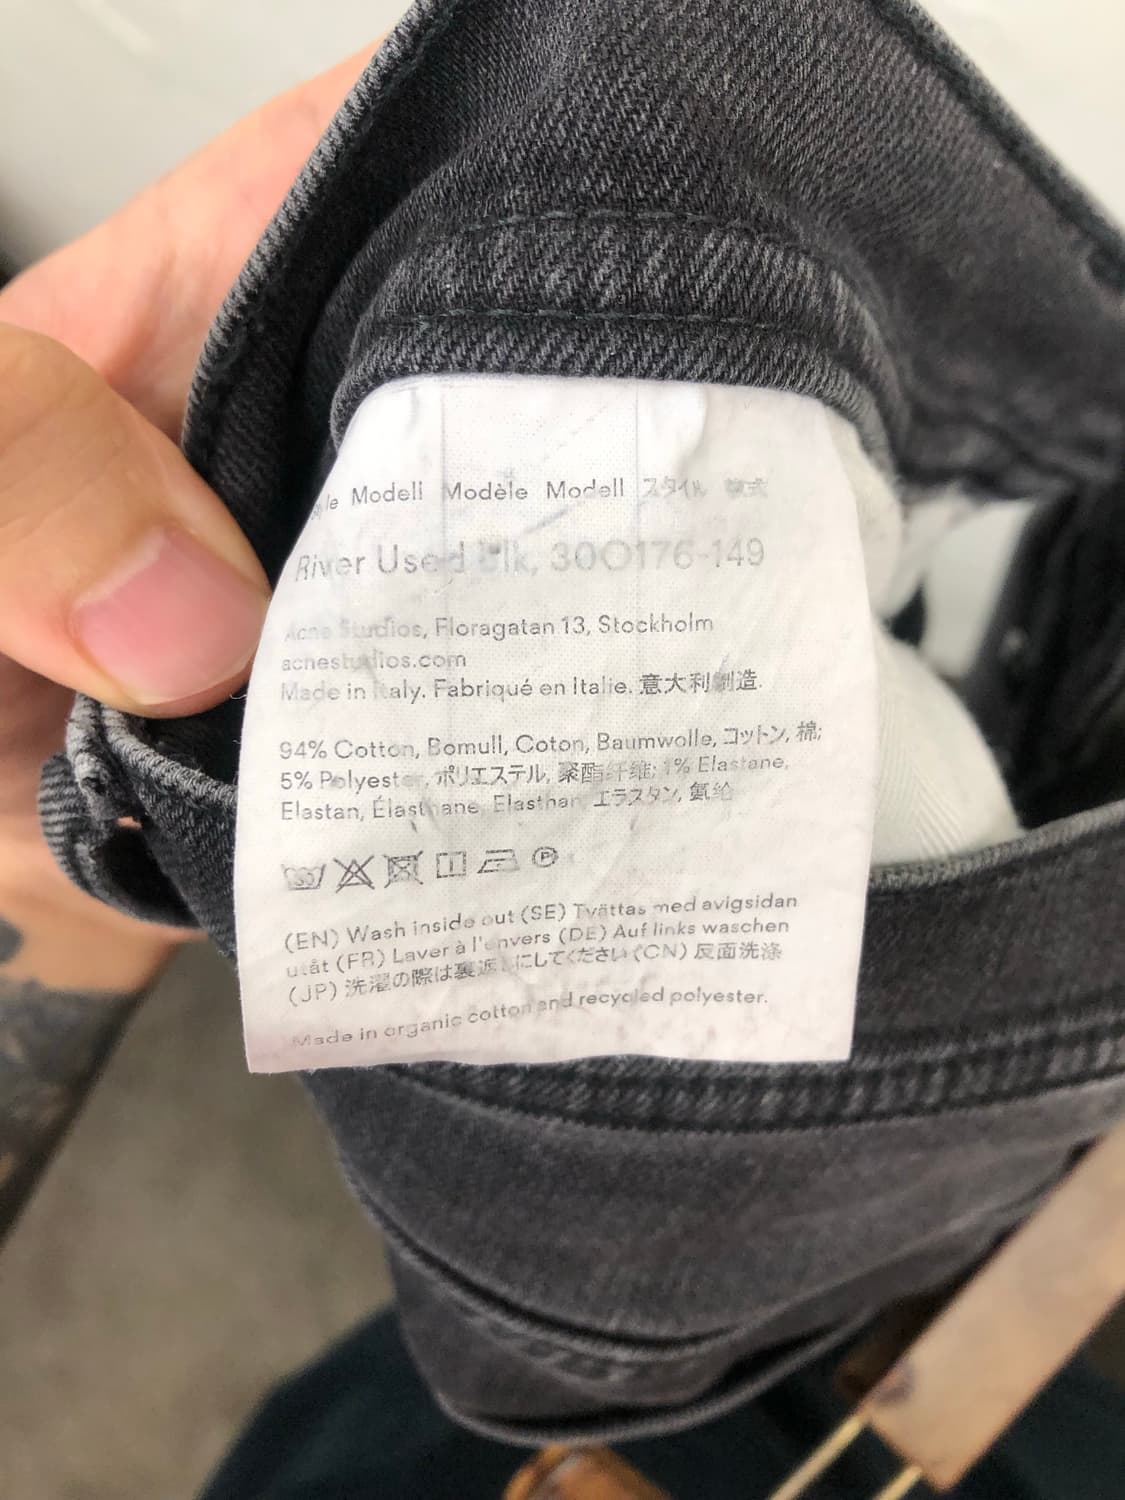 Modell Modèle Modell スタイル 款式
River Used Blk, 30O176-149
Acne Studios, Floragatan 13, Stockholm
acnestudios.com
Made in Italy. Fabriqué en Italie. 意大利制造.
94% Cotton, Bomull, Coton, Baumwolle, コットン, 棉;
5% Polyester, ポリエステル, 聚酯纤维; 1% Elastane,
Elastan, Élasthane, Elasthan, エラスタン, 氨纶
30 P
(EN) Wash inside out (SE) Tvättas med avigsidan
utåt (FR) Laver à l'envers (DE) Auf links waschen
(JP) 洗濯の際は裏返しにしてください (CN) 反面洗涤
Made in organic cotton and recycled polyester.